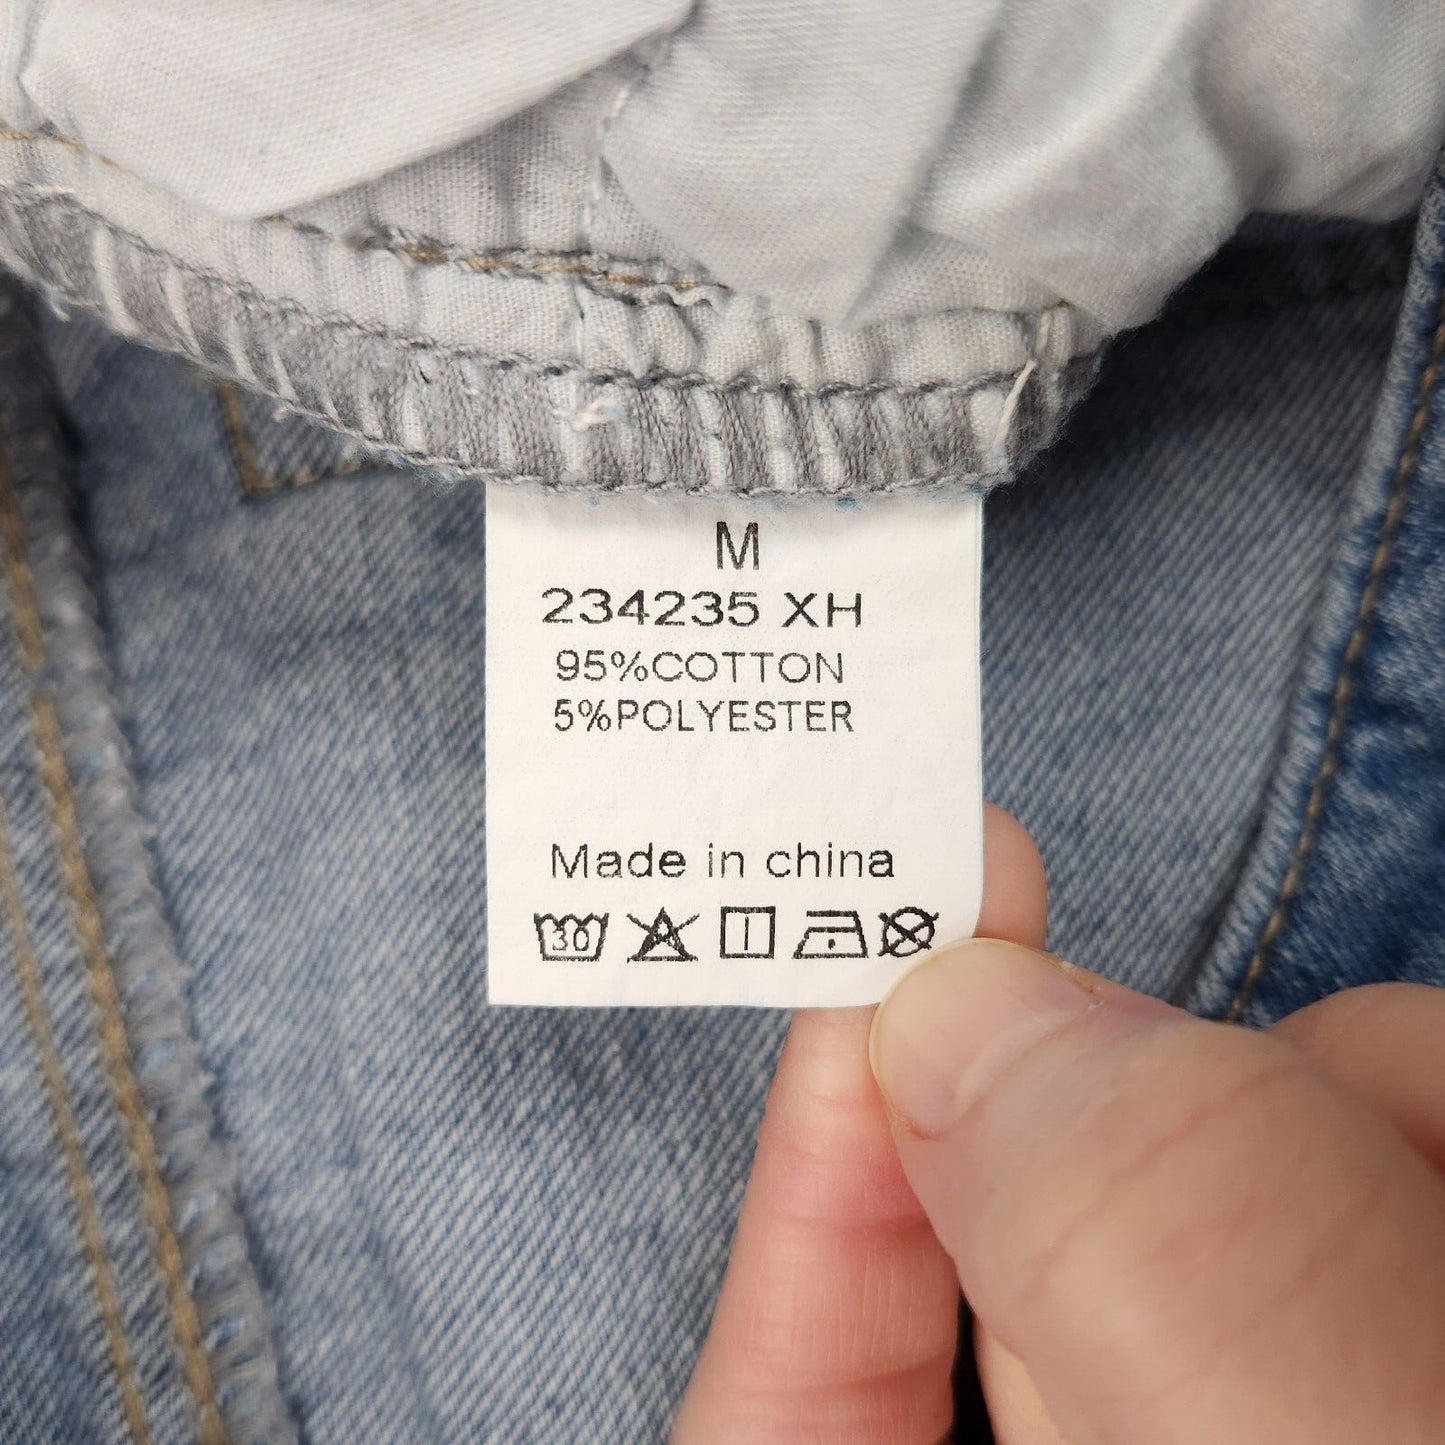 M
234235 XH
95%COTTON
5%POLYESTER
Made in china
30